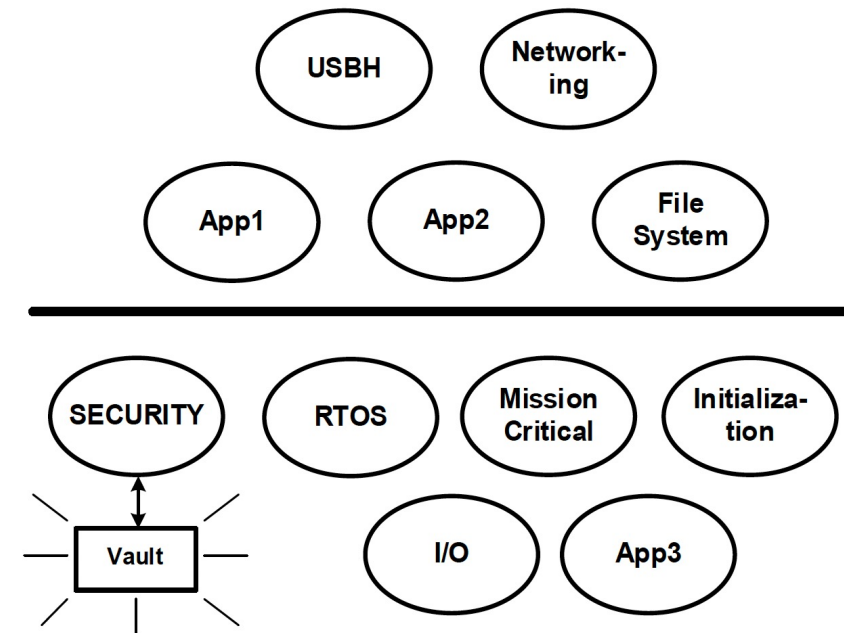 USBH
Network-
ing
App1
App2
File
System
SECURITY
RTOS
Mission
Critical
Initializa-
tion
Vault
I/O
App3